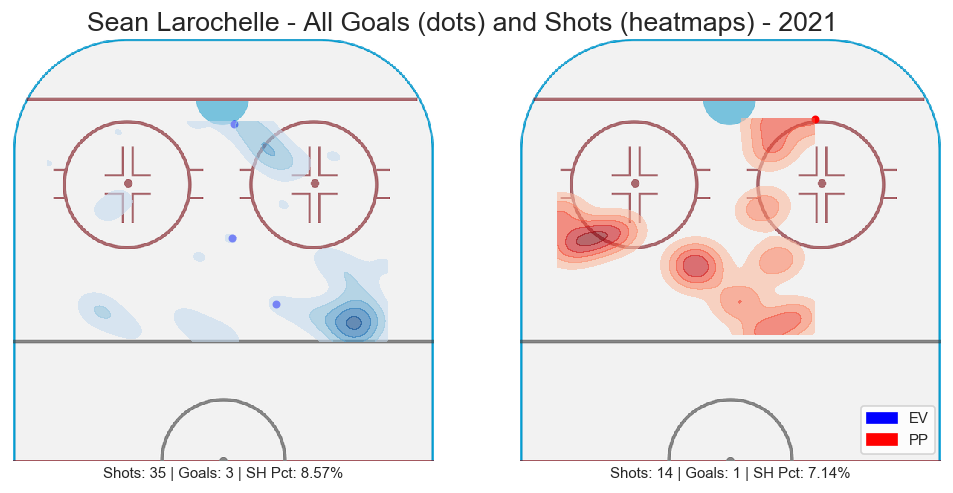 Sean Larochelle - All Goals (dots) and Shots (heatmaps) - 2021
EV
PP
Shots: 35 | Goals: 3 | SH Pct: 8.57%
Shots: 14 | Goals: 1 | SH Pct: 7.14%